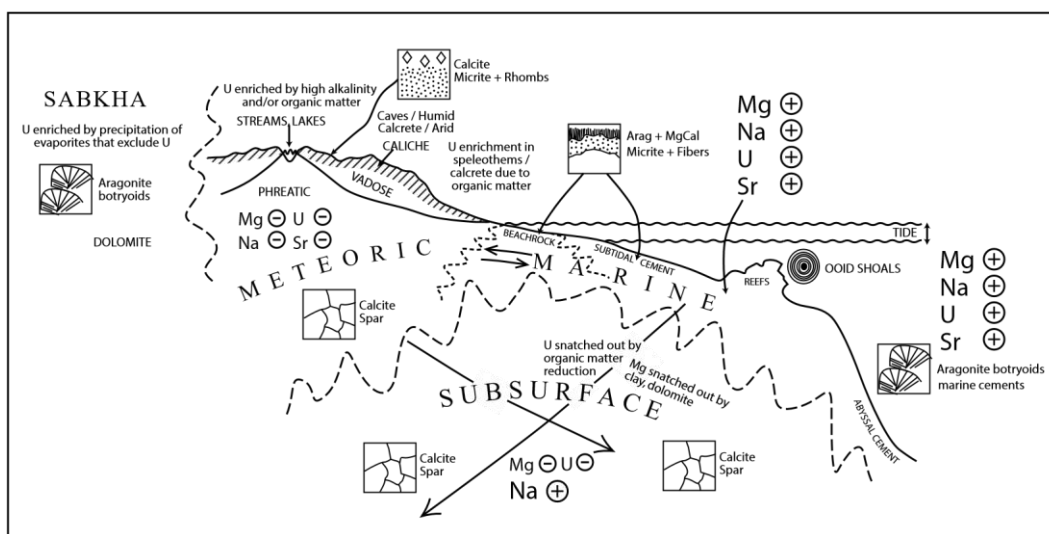 SABKHA
U enriched by precipitation of
evaporites that exclude U
Aragonite
botryoids
DOLOMITE
U enriched by high alkalinity
and/or organic matter
STREAMS, LAKES
Calcite
Micrite + Rhombs
Caves / Humid
Calcrete / Arid
CALICHE
VADOSE
PHREATIC
Mg ⊖ U ⊖
Na ⊖ Sr ⊖
METEORIC
U enrichment in
speleothems /
calcrete due to
organic matter
Arag + MgCal
Micrite + Fibers
Mg ⊕
Na ⊕
U ⊕
Sr ⊕
TIDE
BEACHROCK
SUBTIDAL CEMENT
MARINE
REEFS
OOID SHOALS
Mg ⊕
Na ⊕
U ⊕
Sr ⊕
Aragonite botryoids
marine cements
ABYSSAL CEMENT
Calcite
Spar
U snatched out by
organic matter
reduction
Mg snatched out by
clay, dolomite
SUBSURFACE
Calcite
Spar
Mg ⊖ U ⊖
Na ⊕
Calcite
Spar